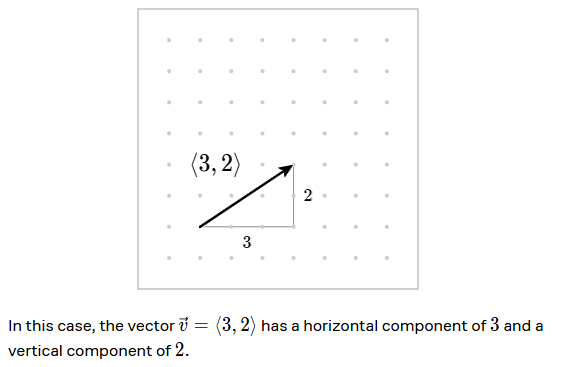 ⟨3, 2⟩
2
3
In this case, the vector v⃗ = ⟨3, 2⟩ has a horizontal component of 3 and a
vertical component of 2.